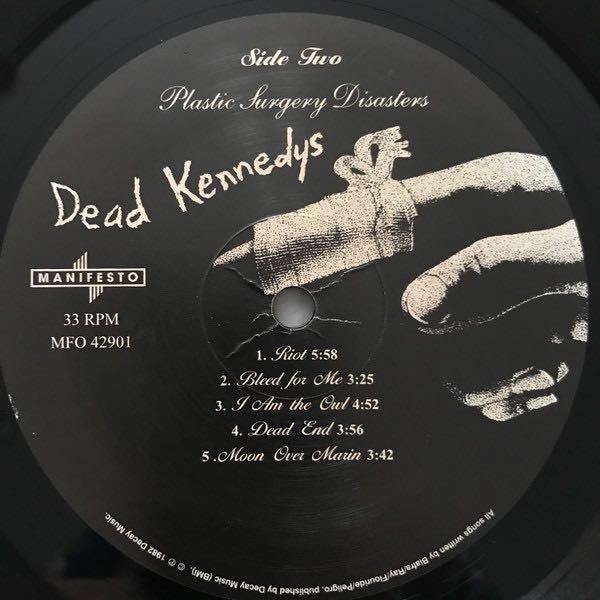 Side Two
Plastic Surgery Disasters
Dead Kennedys
MANIFESTO
33 RPM
MFO 42901
1. Riot 5:58
2. Bleed for Me 3:25
3. I Am the Owl 4:52
4. Dead End 3:56
5 .Moon Over Marin 3:42
All songs written by Biafra/Ray/Flouride/Peligro, published by Decay Music (BMI). ℗ © 1982 Decay Music.